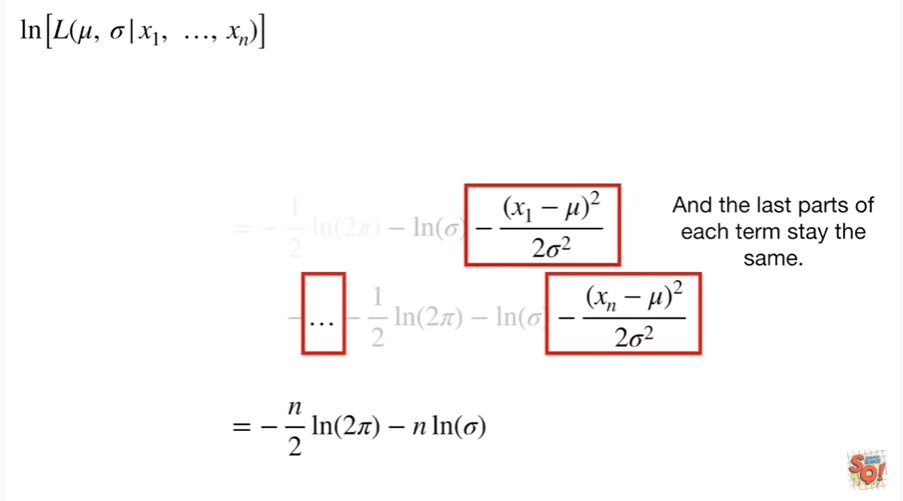 ln[L(μ, σ|x₁, …, xₙ)]
= − 1/2 ln(2π) − ln(σ) − (x₁ − μ)²/2σ²
− … − 1/2 ln(2π) − ln(σ − (xₙ − μ)²/2σ²
And the last parts of
each term stay the
same.
= − n/2 ln(2π) − n ln(σ)
SQ!